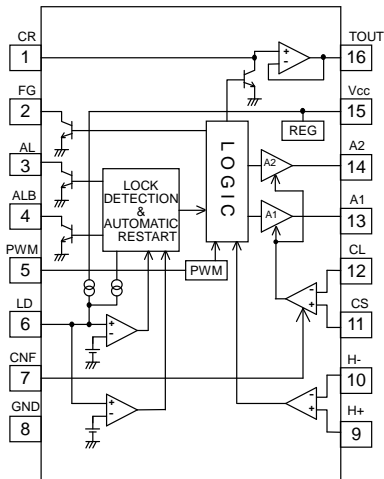 CR
1
FG
2
AL
3
ALB
4
PWM
5
LD
6
CNF
7
GND
8
TOUT
16
Vcc
15
A2
14
A1
13
CL
12
CS
11
H-
10
H+
9
LOCK
DETECTION
&
AUTOMATIC
RESTART
LOGIC
PWM
REG
A2
A1
+
-
+
-
+
-
-
+
-
+